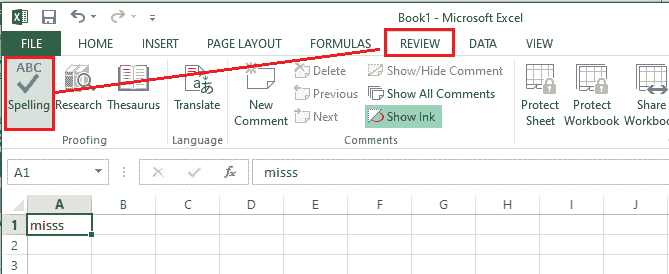 Book1 - Microsoft Excel
FILE HOME INSERT PAGE LAYOUT FORMULAS REVIEW DATA VIEW
ABC
Spelling Research Thesaurus Translate New Comment Delete Previous Next Show/Hide Comment Show All Comments Show Ink Protect Sheet Protect Workbook Share Workbook
Proofing Language Comments
A1 fx misss
A B C D E F G H I J
1 misss
2
3